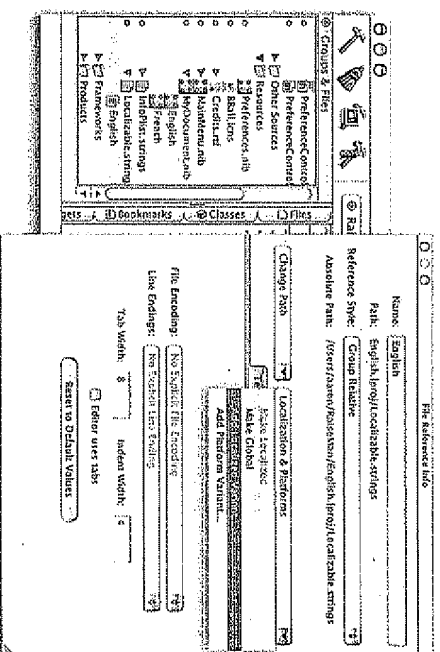 Groups & Files
PreferenceContro
PreferenceContro
Other Sources
Resources
Preferences.nib
BBall.icns
Credits.rtf
MainMenu.nib
MyDocument.nib
English
French
InfoPlist.strings
Localizable.string
English
Frameworks
Products
Bookmarks
Classes
Files
File Reference Info
Name: English
Path: English.lproj/Localizable.strings
Reference Style: Group Relative
Absolute Path: /Users/aaron/RaiseMan/English.lproj/Localizable.strings
Change Path
Localization & Platforms
Make Localized
Make Global
Add Platform Variant...
File Encoding: No Explicit File Encoding
Line Endings: No Explicit Line Ending
Tab Width: 8 Indent Width: 4
Editor uses tabs
Reset to Default Values